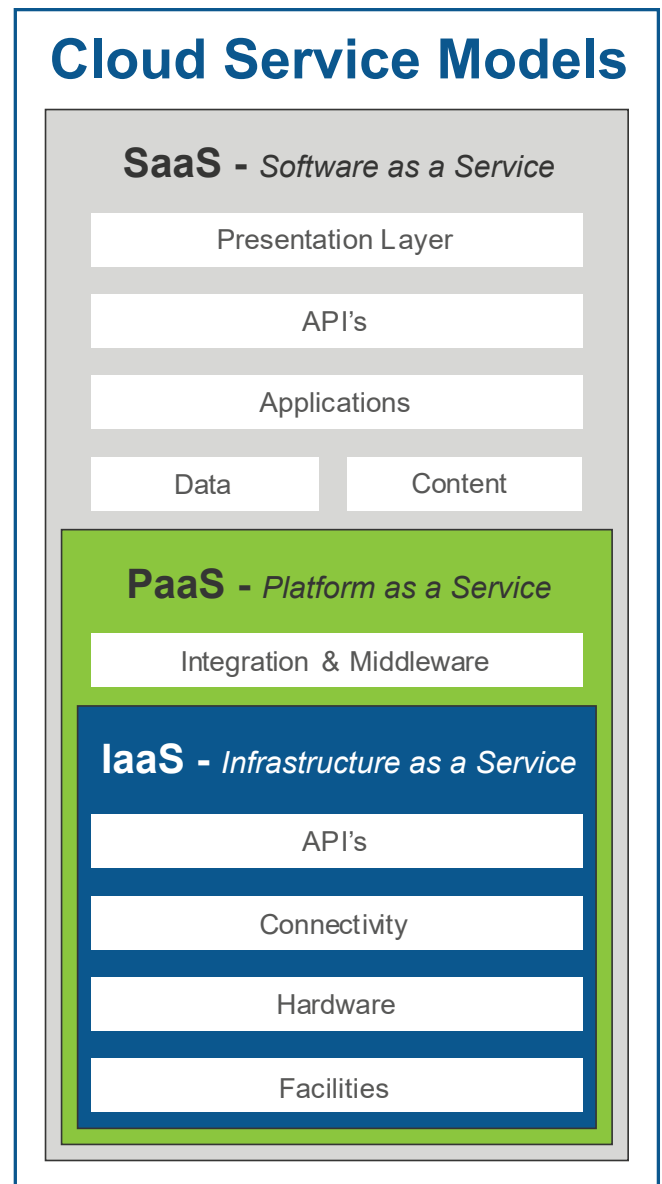 Cloud Service Models
SaaS - Software as a Service
Presentation Layer
API's
Applications
Data
Content
PaaS - Platform as a Service
Integration & Middleware
IaaS - Infrastructure as a Service
API's
Connectivity
Hardware
Facilities